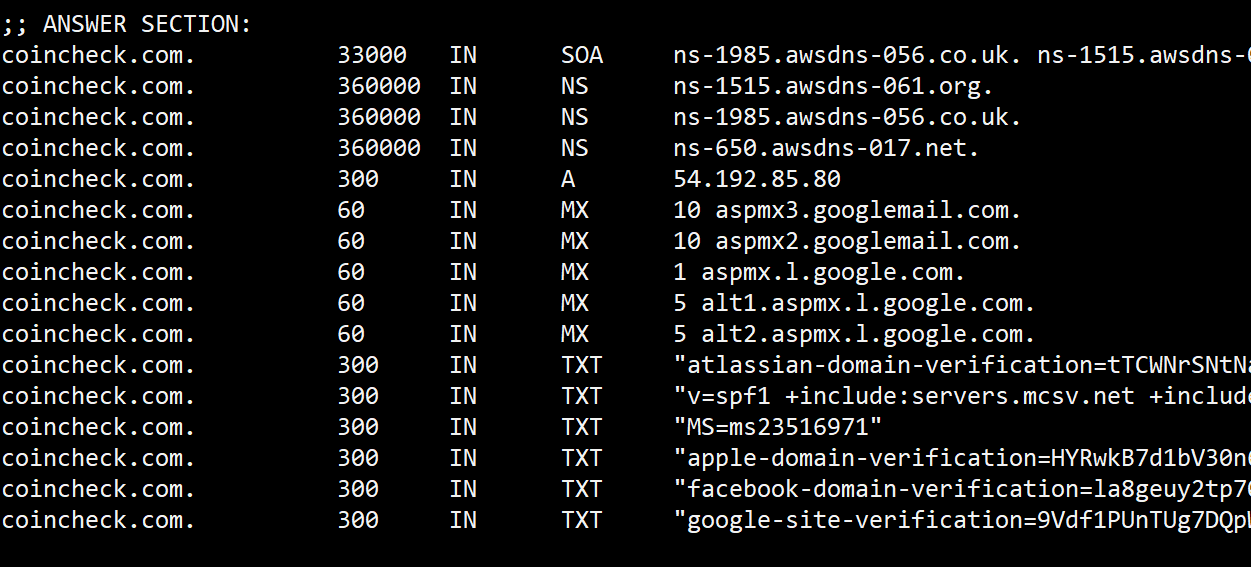 ;; ANSWER SECTION:
coincheck.com. 33000 IN SOA ns-1985.awsdns-056.co.uk. ns-1515.awsdns-
coincheck.com. 360000 IN NS ns-1515.awsdns-061.org.
coincheck.com. 360000 IN NS ns-1985.awsdns-056.co.uk.
coincheck.com. 360000 IN NS ns-650.awsdns-017.net.
coincheck.com. 300 IN A 54.192.85.80
coincheck.com. 60 IN MX 10 aspmx3.googlemail.com.
coincheck.com. 60 IN MX 10 aspmx2.googlemail.com.
coincheck.com. 60 IN MX 1 aspmx.l.google.com.
coincheck.com. 60 IN MX 5 alt1.aspmx.l.google.com.
coincheck.com. 60 IN MX 5 alt2.aspmx.l.google.com.
coincheck.com. 300 IN TXT "atlassian-domain-verification=tTCWNrSNtNa
coincheck.com. 300 IN TXT "v=spf1 +include:servers.mcsv.net +include
coincheck.com. 300 IN TXT "MS=ms23516971"
coincheck.com. 300 IN TXT "apple-domain-verification=HYRwkB7d1bV30n
coincheck.com. 300 IN TXT "facebook-domain-verification=la8geuy2tp7
coincheck.com. 300 IN TXT "google-site-verification=9Vdf1PUnTUg7DQp